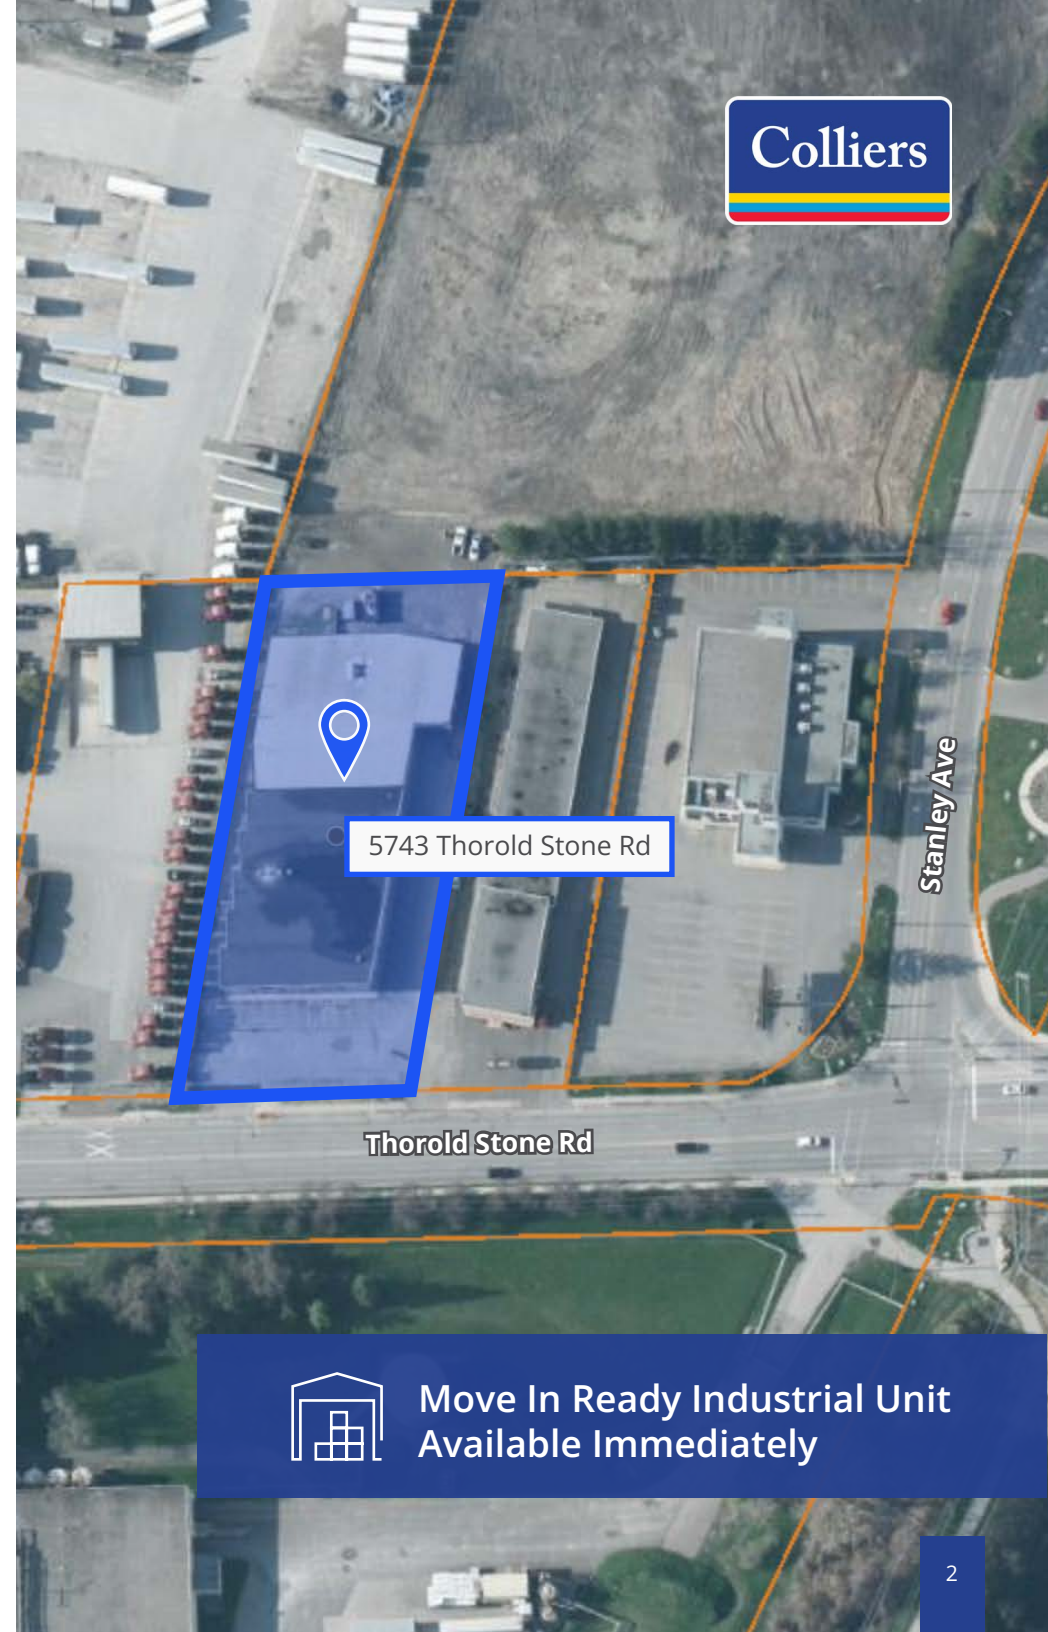 Colliers
5743 Thorold Stone Rd
Stanley Ave
Thorold Stone Rd
Move In Ready Industrial Unit
Available Immediately
2